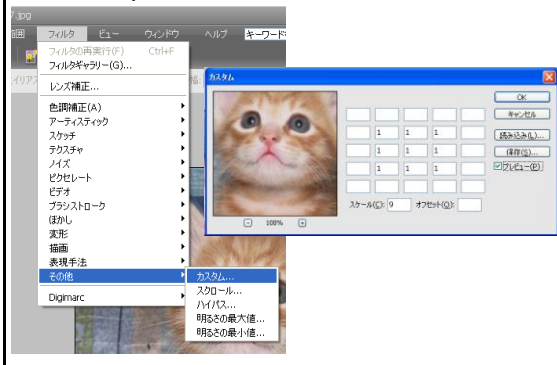 7.jpg
フィルタ ビュー ウィンドウ ヘルプ キーワード
フィルタの再実行(F) Ctrl+F
フィルタギャラリー(G)...
レンズ補正...
色調補正(A)
アーティスティック
スケッチ
テクスチャ
ノイズ
ピクセレート
ビデオ
ブラシストローク
ぼかし
変形
描画
表現手法
その他
Digimarc
カスタム...
スクロール...
ハイパス...
明るさの最大値...
明るさの最小値...
カスタム
OK
キャンセル
読み込み(L)...
保存(S)...
プレビュー(P)
1 1 1
1 1 1
1 1 1
スケール(C): 9 オフセット(O):
100%